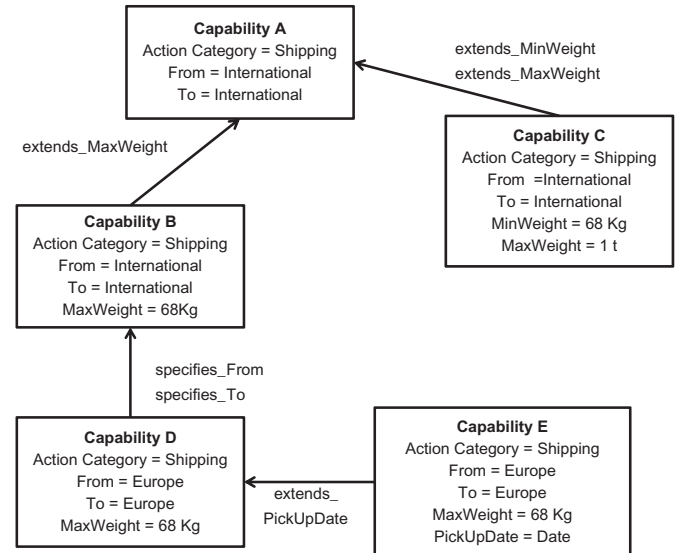 Capability A
Action Category = Shipping
From = International
To = International
extends_MinWeight
extends_MaxWeight
extends_MaxWeight
Capability C
Action Category = Shipping
From =International
To = International
MinWeight = 68 Kg
MaxWeight = 1 t
Capability B
Action Category = Shipping
From = International
To = International
MaxWeight = 68Kg
specifies_From
specifies_To
Capability D
Action Category = Shipping
From = Europe
To = Europe
MaxWeight = 68 Kg
extends_
PickUpDate
Capability E
Action Category = Shipping
From = Europe
To = Europe
MaxWeight = 68 Kg
PickUpDate = Date